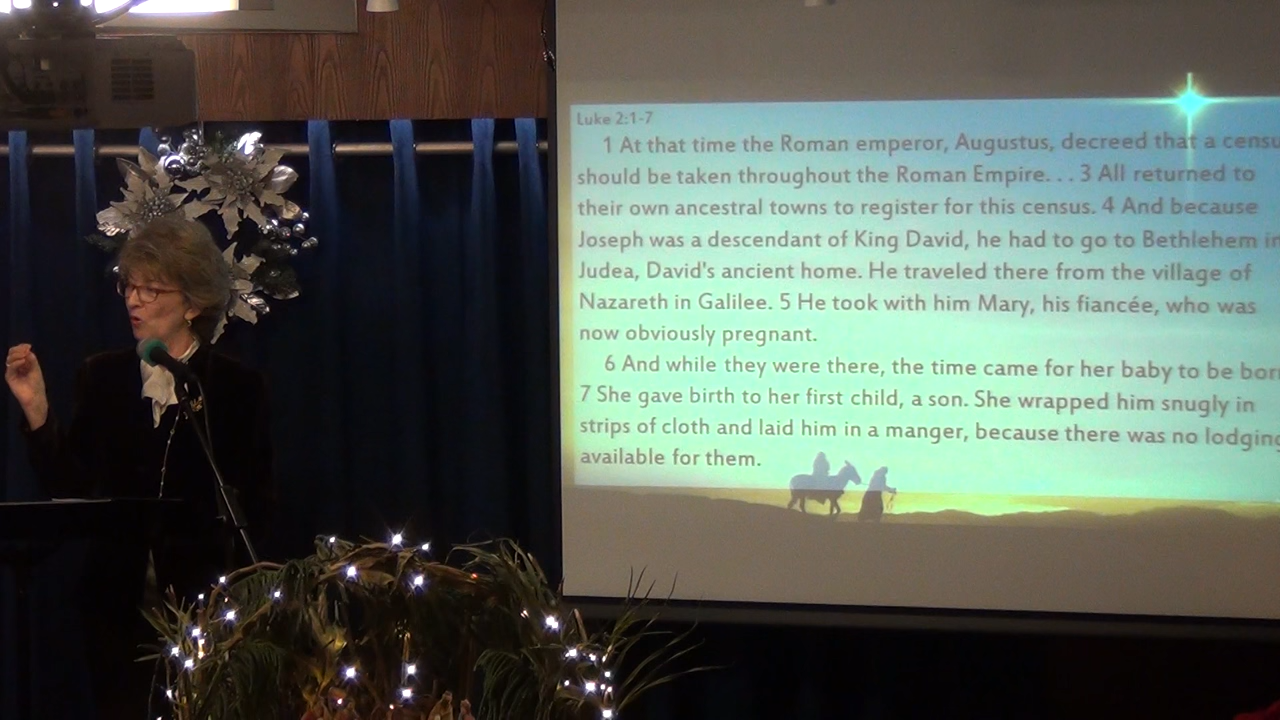 Luke 2:1-7
1 At that time the Roman emperor, Augustus, decreed that a censu
should be taken throughout the Roman Empire. . . 3 All returned to
their own ancestral towns to register for this census. 4 And because
Joseph was a descendant of King David, he had to go to Bethlehem in
Judea, David's ancient home. He traveled there from the village of
Nazareth in Galilee. 5 He took with him Mary, his fiancée, who was
now obviously pregnant.
6 And while they were there, the time came for her baby to be bor
7 She gave birth to her first child, a son. She wrapped him snugly in
strips of cloth and laid him in a manger, because there was no lodging
available for them.